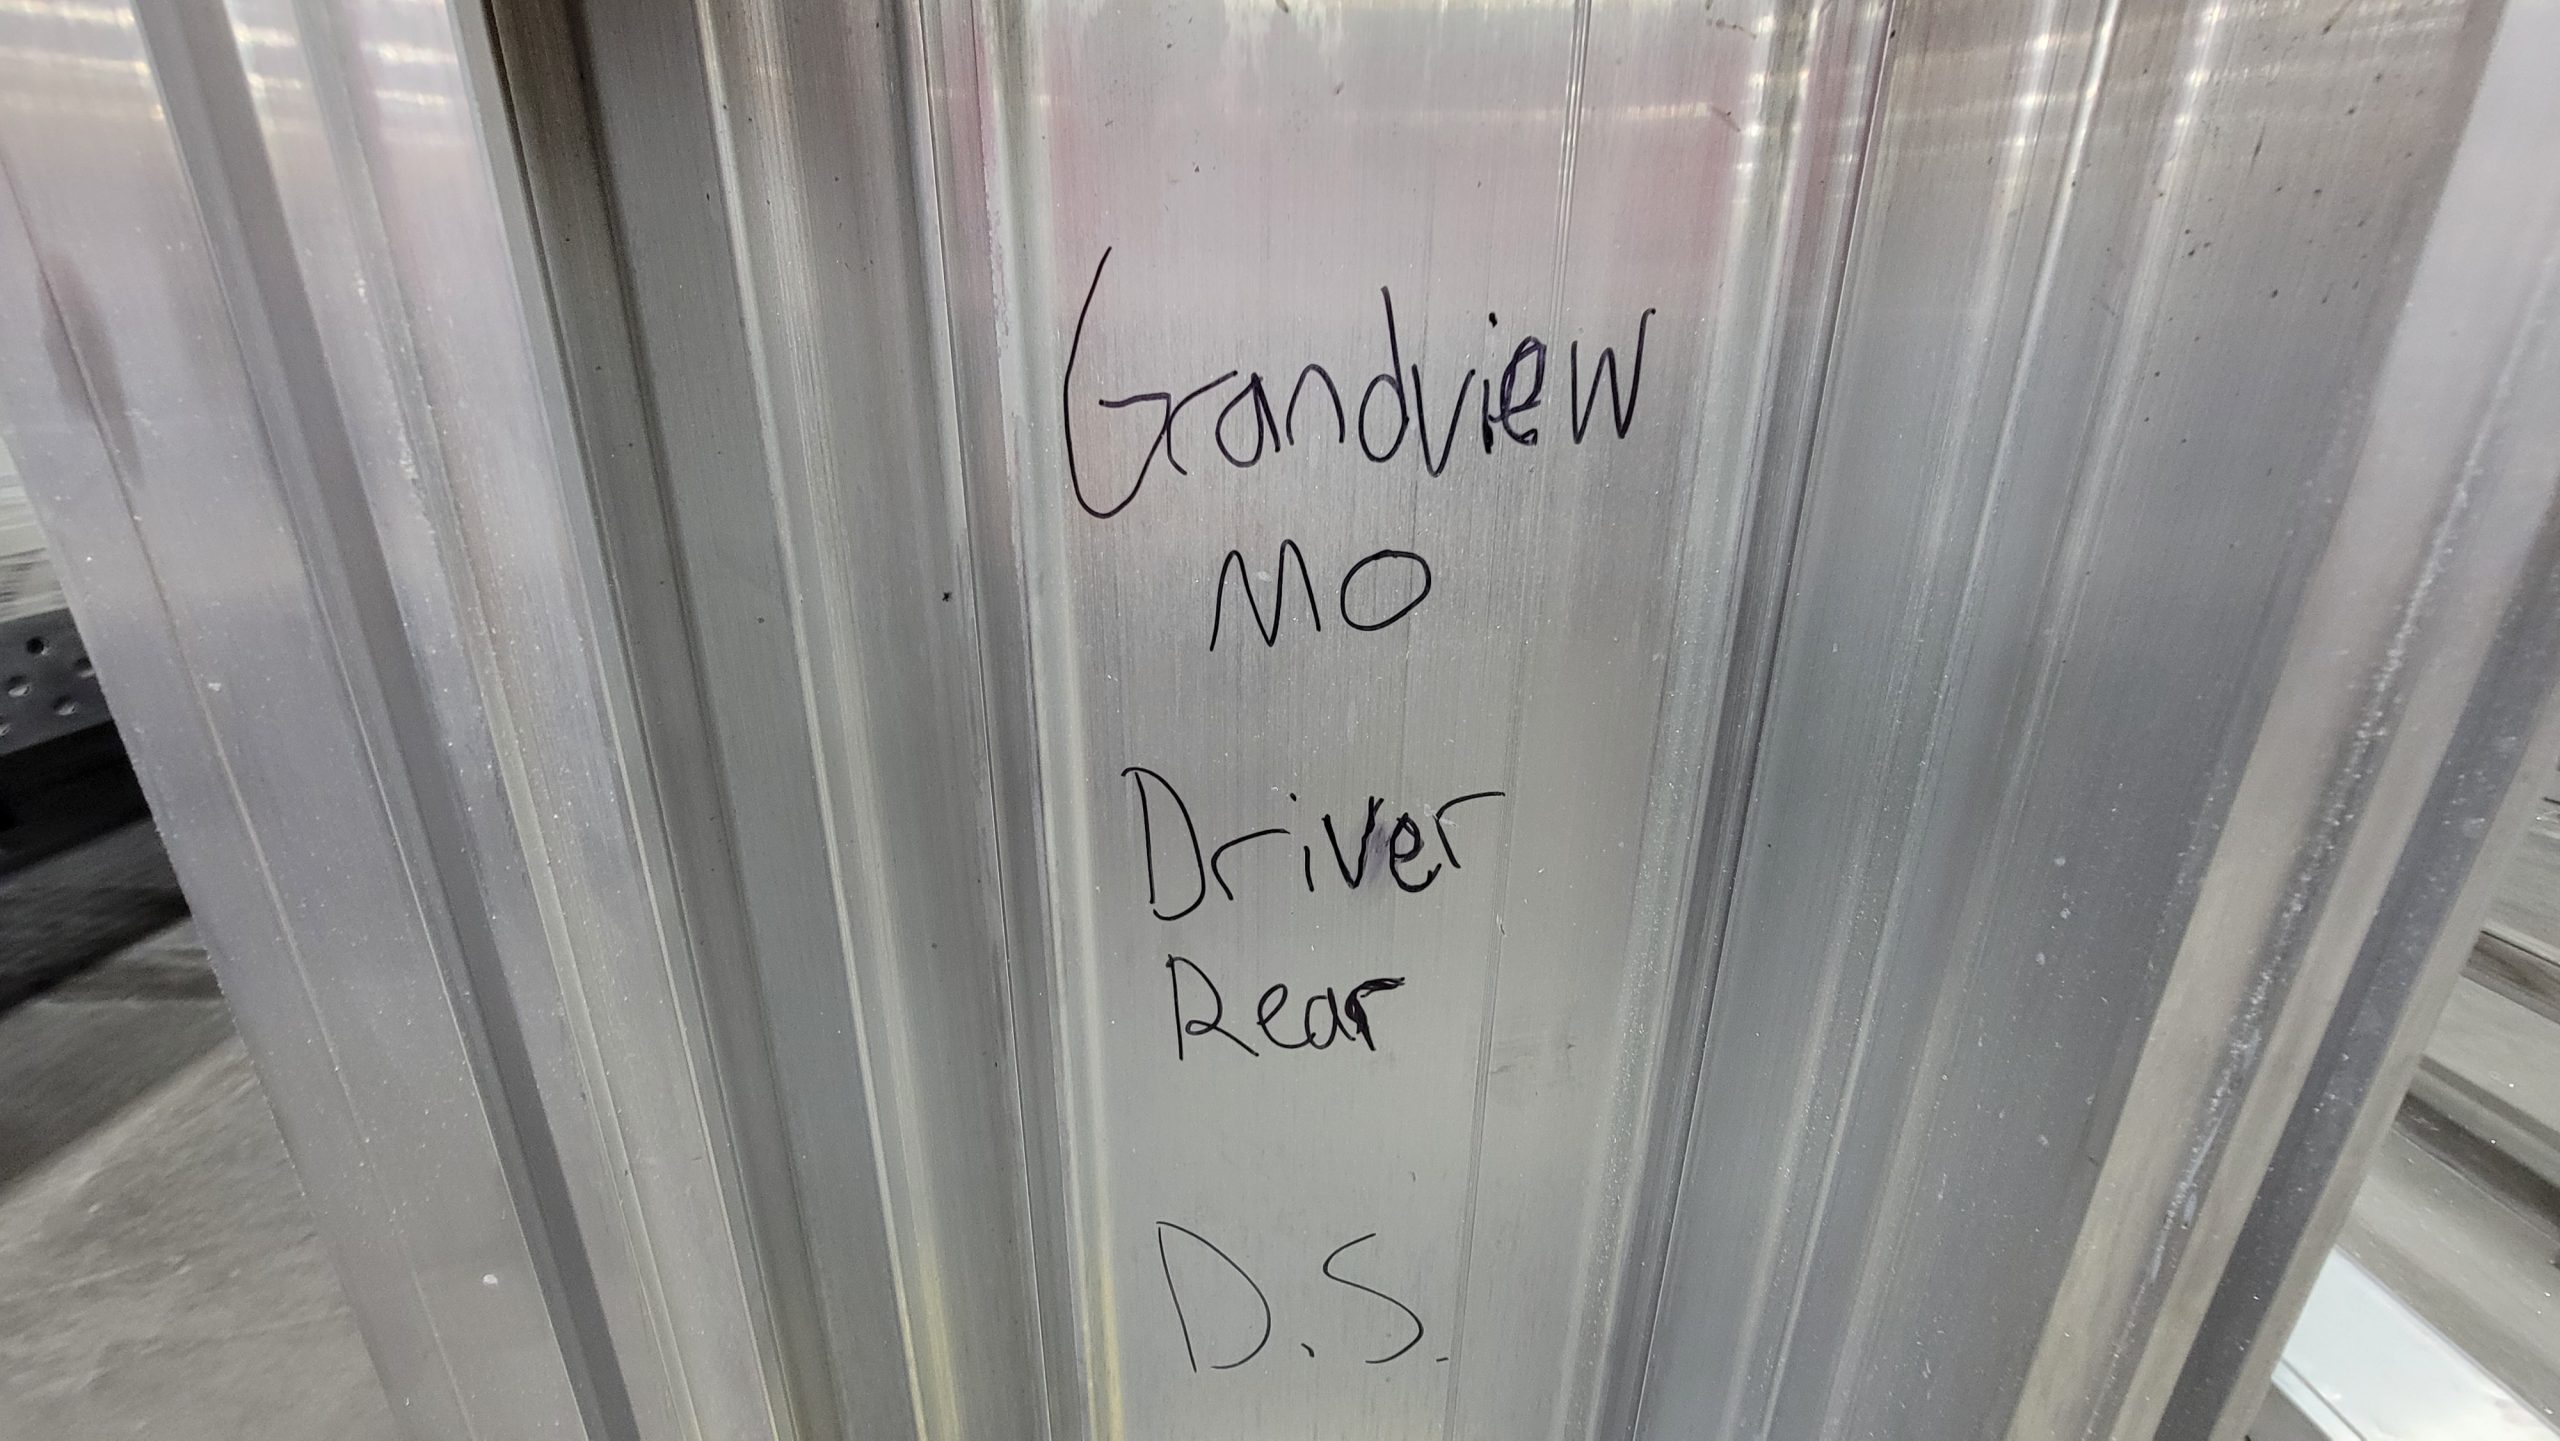 Grandview
MO
Driver
Rear
D.S.